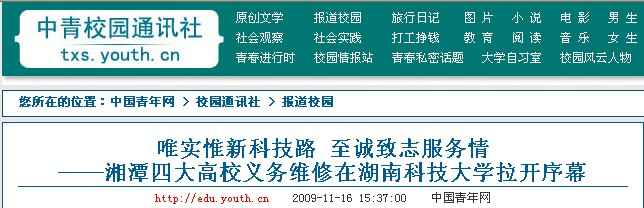 中青校园通讯社
txs.youth.cn
原创文学 报道校园 旅行日记 图 片 小 说 电 影 男 生
社会观察 社会实践 打工挣钱 教 育 阅 读 音 乐 女 生
青春进行时 校园情报站 青春私密话题 大学自习室 校园风云人物
您所在的位置：中国青年网 > 校园通讯社 > 报道校园
唯实惟新科技路 至诚致志服务情
——湘潭四大高校义务维修在湖南科技大学拉开序幕
http://edu.youth.cn 2009-11-16 15:37:00 中国青年网